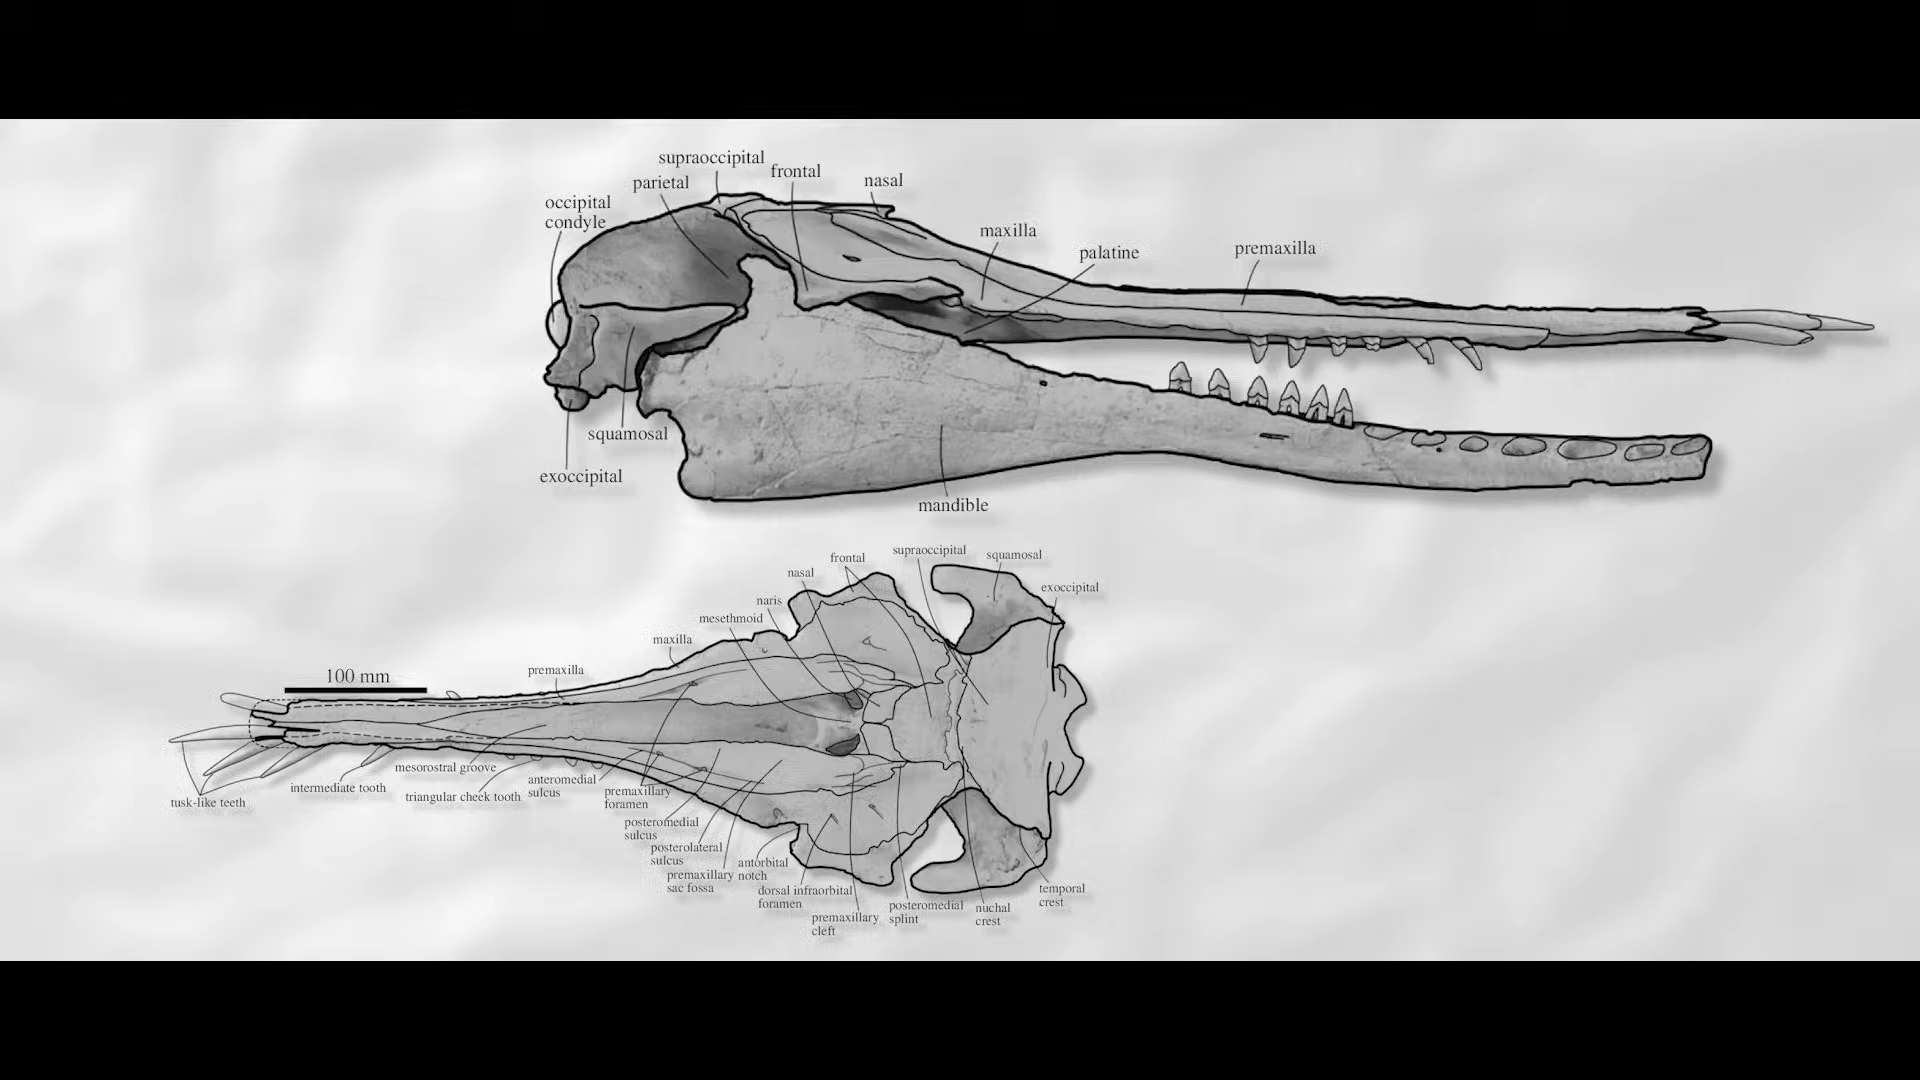 supraoccipital
parietal
frontal
nasal
occipital
condyle
maxilla
palatine
premaxilla
squamosal
exoccipital
mandible
supraoccipital
squamosal
frontal
nasal
exoccipital
naris
mesethmoid
maxilla
premaxilla
100 mm
mesorostral groove
intermediate tooth
triangular cheek tooth
tusk-like teeth
anteromedial
sulcus
premaxillary
foramen
posteromedial
sulcus
posterolateral
sulcus
premaxillary
sac fossa
antorbital
notch
dorsal infraorbital
foramen
premaxillary
cleft
posteromedial
splint
nuchal
crest
temporal
crest